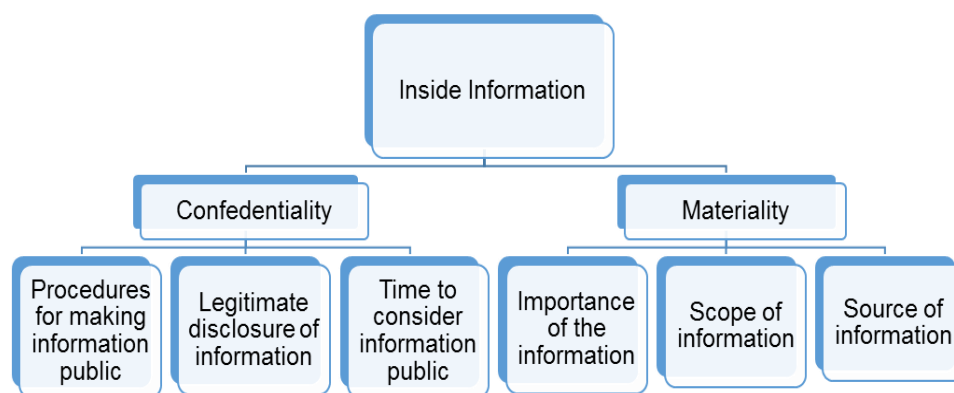 Inside Information
Confedentiality
Materiality
Procedures
for making
information
public
Legitimate
disclosure of
information
Time to
consider
information
public
Importance
of the
information
Scope of
information
Source of
information